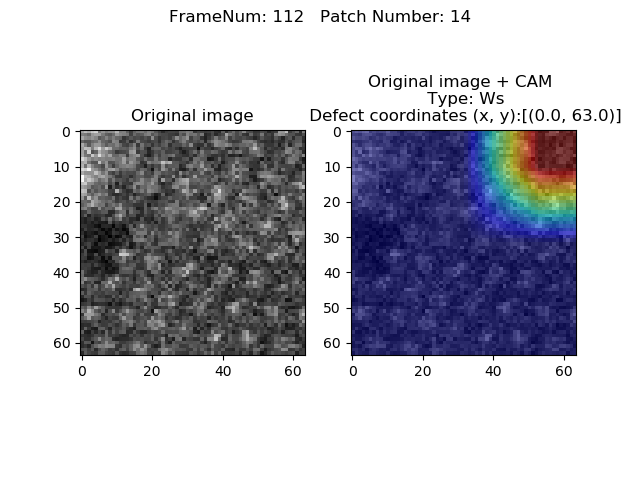 FrameNum: 112   Patch Number: 14
Original image
0
10
20
30
40
50
60
0 20 40 60
Original image + CAM
Type: Ws
Defect coordinates (x, y):[(0.0, 63.0)]
0
10
20
30
40
50
60
0 20 40 60